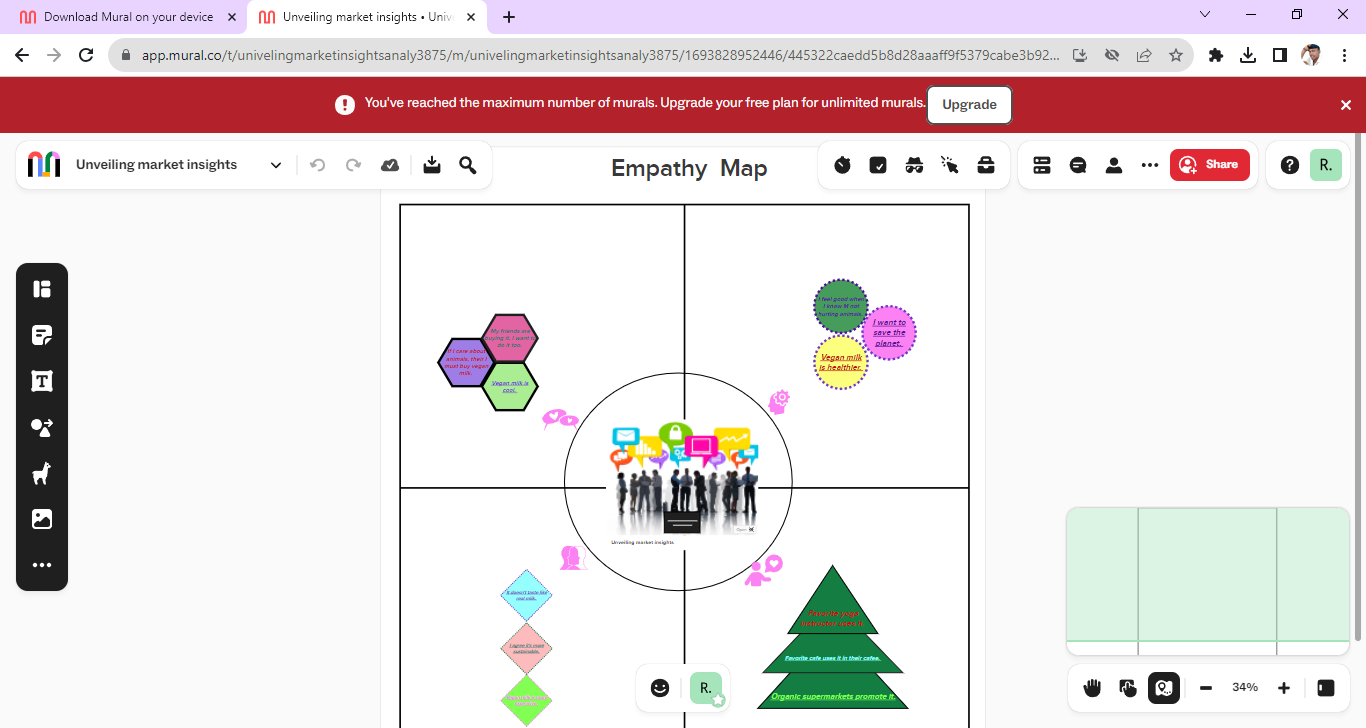 Download Mural on your device
Unveiling market insights • Unive
app.mural.co/t/univelingmarketinsightsanaly3875/m/univelingmarketinsightsanaly3875/1693828952446/445322caedd5b8d28aaaff9f5379cabe3b92...
You've reached the maximum number of murals. Upgrade your free plan for unlimited murals.
Upgrade
Unveiling market insights
Empathy Map
Share
R.
I feel good when
I know M not
hurting animals.
I want to
save the
planet.
Vegan milk
is healthier.
My friends are
buying it. I want to
do it too.
If I care about
animals, then I
must buy vegan
milk.
Vegan milk is
cool.
Unveiling market insights
It doesn't taste like
real milk.
I agree it's more
sustainable.
Favorite cafe uses it in their cafes.
Organic supermarkets promote it.
R.
34%